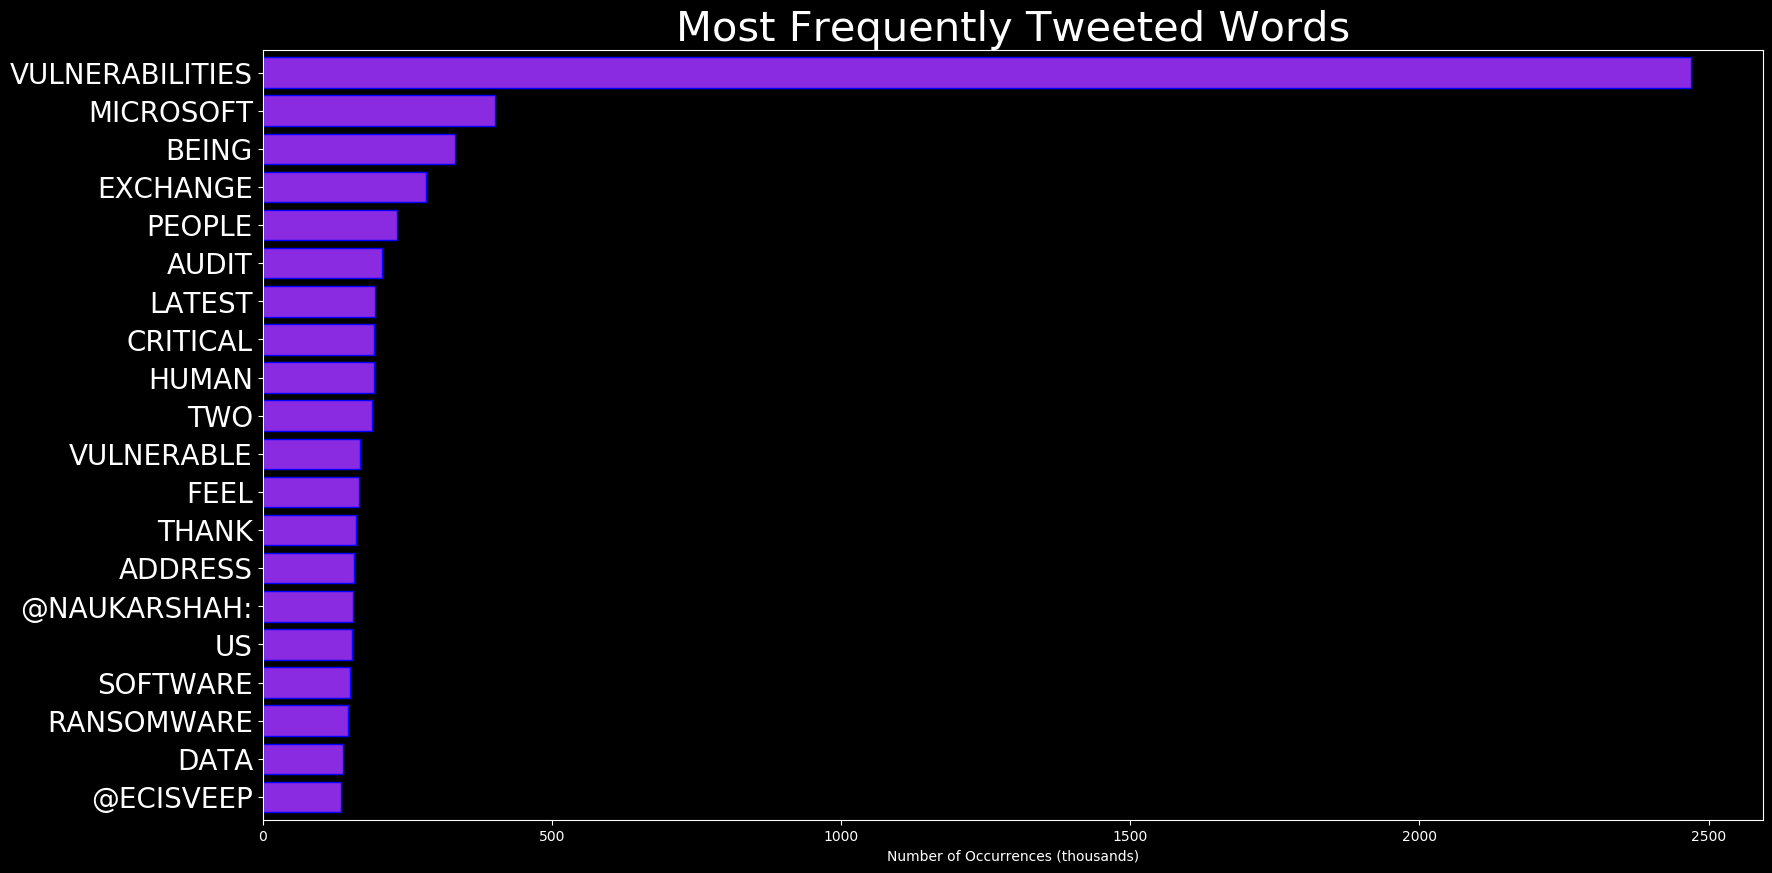 Most Frequently Tweeted Words
VULNERABILITIES
MICROSOFT
BEING
EXCHANGE
PEOPLE
AUDIT
LATEST
CRITICAL
HUMAN
TWO
VULNERABLE
FEEL
THANK
ADDRESS
@NAUKARSHAH:
US
SOFTWARE
RANSOMWARE
DATA
@ECISVEEP
0 500 1000 1500 2000 2500
Number of Occurrences (thousands)